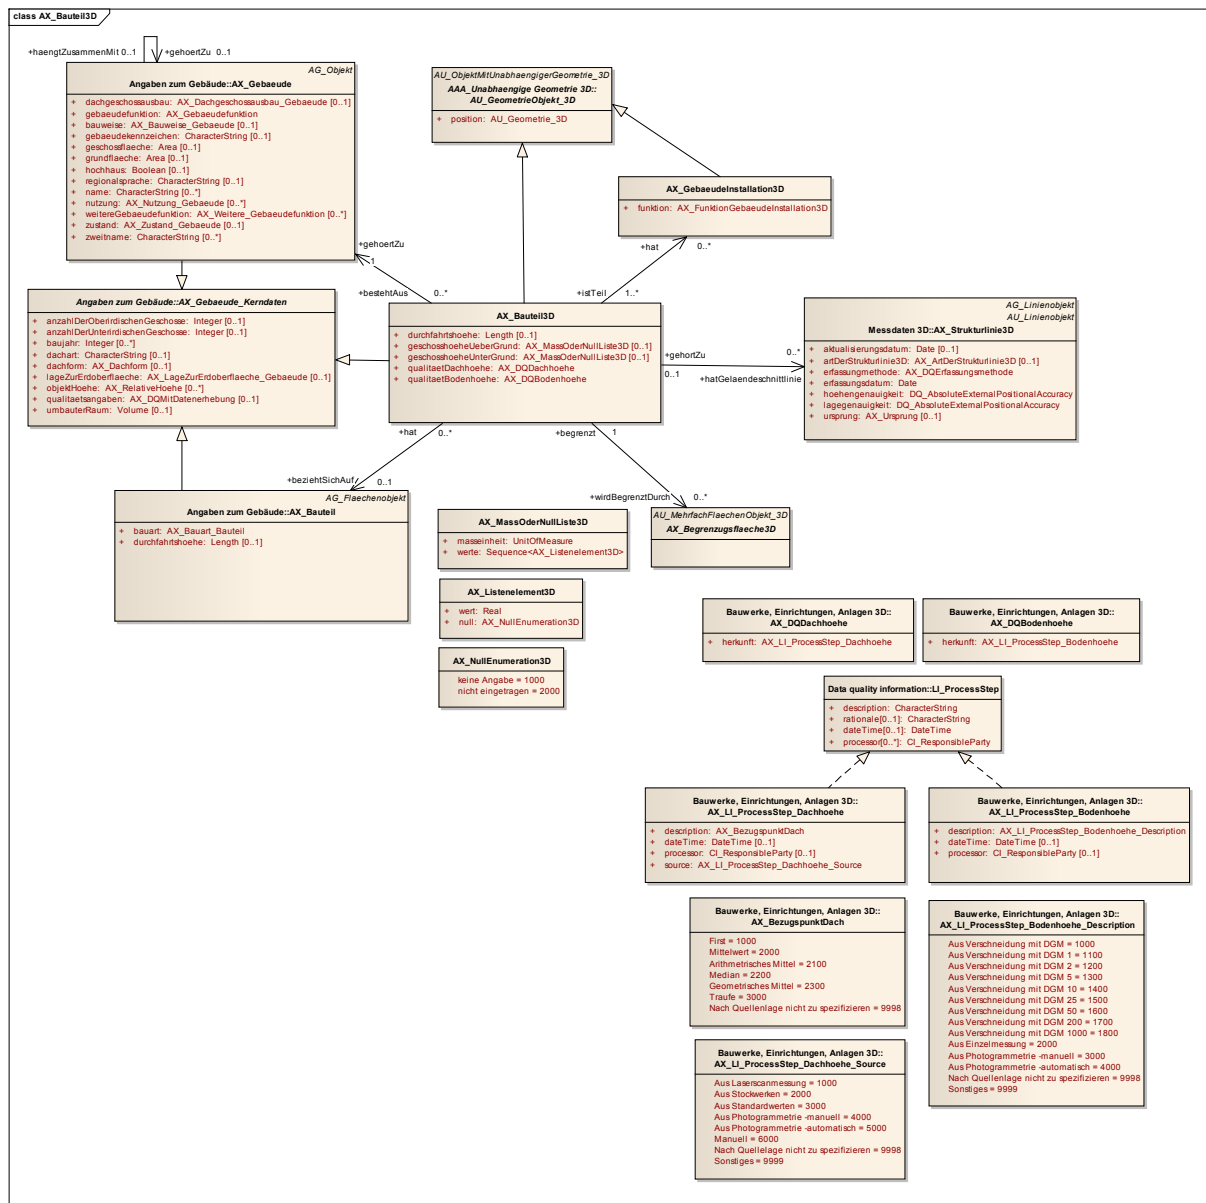 class AX_Bauteil3D
+haengtZusammenMit 0..1
+gehoertZu 0..1
AG_Objekt
Angaben zum Gebäude::AX_Gebaeude
+ dachgeschossausbau: AX_Dachgeschossausbau_Gebaeude [0..1]
+ gebaeudefunktion: AX_Gebaeudefunktion
+ bauweise: AX_Bauweise_Gebaeude [0..1]
+ gebaeudekennzeichen: CharacterString [0..1]
+ geschossflaeche: Area [0..1]
+ grundflaeche: Area [0..1]
+ hochhaus: Boolean [0..1]
+ regionalsprache: CharacterString [0..1]
+ name: CharacterString [0..*]
+ nutzung: AX_Nutzung_Gebaeude [0..*]
+ weitereGebaeudefunktion: AX_Weitere_Gebaeudefunktion [0..*]
+ zustand: AX_Zustand_Gebaeude [0..1]
+ zweitname: CharacterString [0..*]
AU_ObjektMitUnabhaengigerGeometrie_3D
AAA_Unabhaengige Geometrie 3D::
AU_GeometrieObjekt_3D
+ position: AU_Geometrie_3D
AX_GebaeudeInstallation3D
+ funktion: AX_FunktionGebaeudeInstallation3D
+gehoertZu
1
+bestehtAus
0..*
+hat
0..*
+istTeil
1..*
Angaben zum Gebäude::AX_Gebaeude_Kerndaten
+ anzahlDerOberirdischenGeschosse: Integer [0..1]
+ anzahlDerUnterirdischenGeschosse: Integer [0..1]
+ baujahr: Integer [0..*]
+ dachart: CharacterString [0..1]
+ dachform: AX_Dachform [0..1]
+ lageZurErdoberflaeche: AX_LageZurErdoberflaeche_Gebaeude [0..1]
+ objektHoehe: AX_RelativeHoehe [0..*]
+ qualitaetsangaben: AX_DQMitDatenerhebung [0..1]
+ umbauterRaum: Volume [0..1]
AX_Bauteil3D
+ durchfahrtshoehe: Length [0..1]
+ geschosshoeheUeberGrund: AX_MassOderNullListe3D [0..1]
+ geschosshoeheUnterGrund: AX_MassOderNullListe3D [0..1]
+ qualitaetDachhoehe: AX_DQDachhoehe
+ qualitaetBodenhoehe: AX_DQBodenhoehe
+gehortZu
0..1
0..*
+hatGelaendeschnittlinie
AG_Linienobjekt
AU_Linienobjekt
Messdaten 3D::AX_Strukturlinie3D
+ aktualisierungsdatum: Date [0..1]
+ artDerStrukturlinie3D: AX_ArtDerStrukturlinie3D [0..1]
+ erfassungmethode: AX_DQErfassungsmethode
+ erfassungsdatum: Date
+ hoehengenauigkeit: DQ_AbsoluteExternalPositionalAccuracy
+ lagegenauigkeit: DQ_AbsoluteExternalPositionalAccuracy
+ ursprung: AX_Ursprung [0..1]
+hat
0..*
+beziehtSichAuf
0..1
+begrenzt
1
+wirdBegrenztDurch
0..*
AG_Flaechenobjekt
Angaben zum Gebäude::AX_Bauteil
+ bauart: AX_Bauart_Bauteil
+ durchfahrtshoehe: Length [0..1]
AX_MassOderNullListe3D
+ masseinheit: UnitOfMeasure
+ werte: Sequence<AX_Listenelement3D>
AU_MehrfachFlaechenObjekt_3D
AX_Begrenzugsflaeche3D
AX_Listenelement3D
+ wert: Real
+ null: AX_NullEnumeration3D
AX_NullEnumeration3D
keine Angabe = 1000
nicht eingetragen = 2000
Bauwerke, Einrichtungen, Anlagen 3D::
AX_DQDachhoehe
+ herkunft: AX_LI_ProcessStep_Dachhoehe
Bauwerke, Einrichtungen, Anlagen 3D::
AX_DQBodenhoehe
+ herkunft: AX_LI_ProcessStep_Bodenhoehe
Data quality information::LI_ProcessStep
+ description: CharacterString
+ rationale[0..1]: CharacterString
+ dateTime[0..1]: DateTime
+ processor[0..*]: CI_ResponsibleParty
Bauwerke, Einrichtungen, Anlagen 3D::
AX_LI_ProcessStep_Dachhoehe
+ description: AX_BezugspunktDach
+ dateTime: DateTime [0..1]
+ processor: CI_ResponsibleParty [0..1]
+ source: AX_LI_ProcessStep_Dachhoehe_Source
Bauwerke, Einrichtungen, Anlagen 3D::
AX_LI_ProcessStep_Bodenhoehe
+ description: AX_LI_ProcessStep_Bodenhoehe_Description
+ dateTime: DateTime [0..1]
+ processor: CI_ResponsibleParty [0..1]
Bauwerke, Einrichtungen, Anlagen 3D::
AX_BezugspunktDach
First = 1000
Mittelwert = 2000
Arithmetrisches Mittel = 2100
Median = 2200
Geometrisches Mittel = 2300
Traufe = 3000
Nach Quellenlage nicht zu spezifizieren = 9998
Bauwerke, Einrichtungen, Anlagen 3D::
AX_LI_ProcessStep_Bodenhoehe_Description
Aus Verschneidung mit DGM = 1000
Aus Verschneidung mit DGM 1 = 1100
Aus Verschneidung mit DGM 2 = 1200
Aus Verschneidung mit DGM 5 = 1300
Aus Verschneidung mit DGM 10 = 1400
Aus Verschneidung mit DGM 25 = 1500
Aus Verschneidung mit DGM 50 = 1600
Aus Verschneidung mit DGM 200 = 1700
Aus Verschneidung mit DGM 1000 = 1800
Aus Einzelmessung = 2000
Aus Photogrammetrie -manuell = 3000
Aus Photogrammetrie -automatisch = 4000
Nach Quellenlage nicht zu spezifizieren = 9998
Sonstiges = 9999
Bauwerke, Einrichtungen, Anlagen 3D::
AX_LI_ProcessStep_Dachhoehe_Source
Aus Laserscanmessung = 1000
Aus Stockwerken = 2000
Aus Standardwerten = 3000
Aus Photogrammetrie -manuell = 4000
Aus Photogrammetrie -automatisch = 5000
Manuell = 6000
Nach Quellelage nicht zu spezifizieren = 9998
Sonstiges = 9999